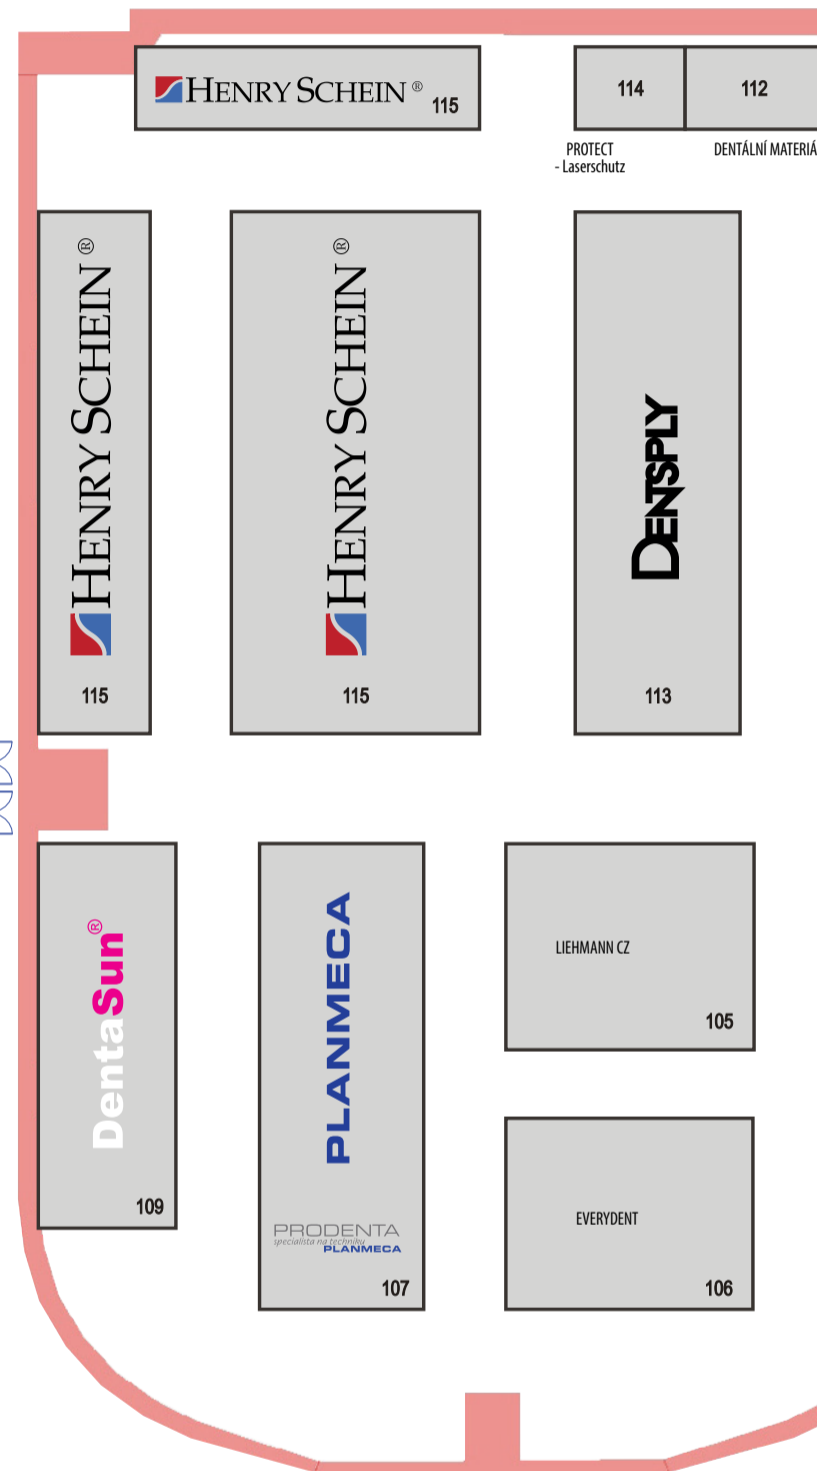 HENRY SCHEIN ®
115
114
112
PROTECT
- Laserschutz
DENTÁLNÍ MATERIÁ
HENRY SCHEIN ®
115
HENRY SCHEIN ®
115
DENTSPLY
113
DentaSun®
109
PLANMECA
PRODENTA
specialista na techniku
PLANMECA
107
LIEHMANN CZ
105
EVERYDENT
106